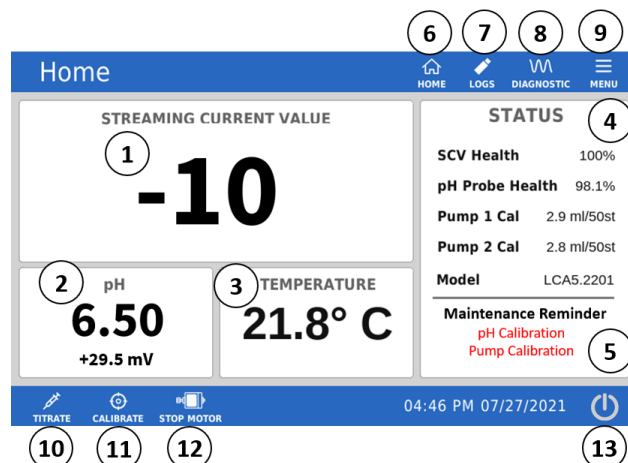 6
7
8
9
Home
HOME
LOGS
DIAGNOSTIC
MENU
STREAMING CURRENT VALUE
1
-10
STATUS
4
SCV Health 100%
pH Probe Health 98.1%
Pump 1 Cal 2.9 ml/50st
Pump 2 Cal 2.8 ml/50st
Model LCA5.2201
2
pH
6.50
+29.5 mV
3
TEMPERATURE
21.8° C
Maintenance Reminder
pH Calibration
Pump Calibration
5
TITRATE
CALIBRATE
STOP MOTOR
04:46 PM 07/27/2021
10
11
12
13